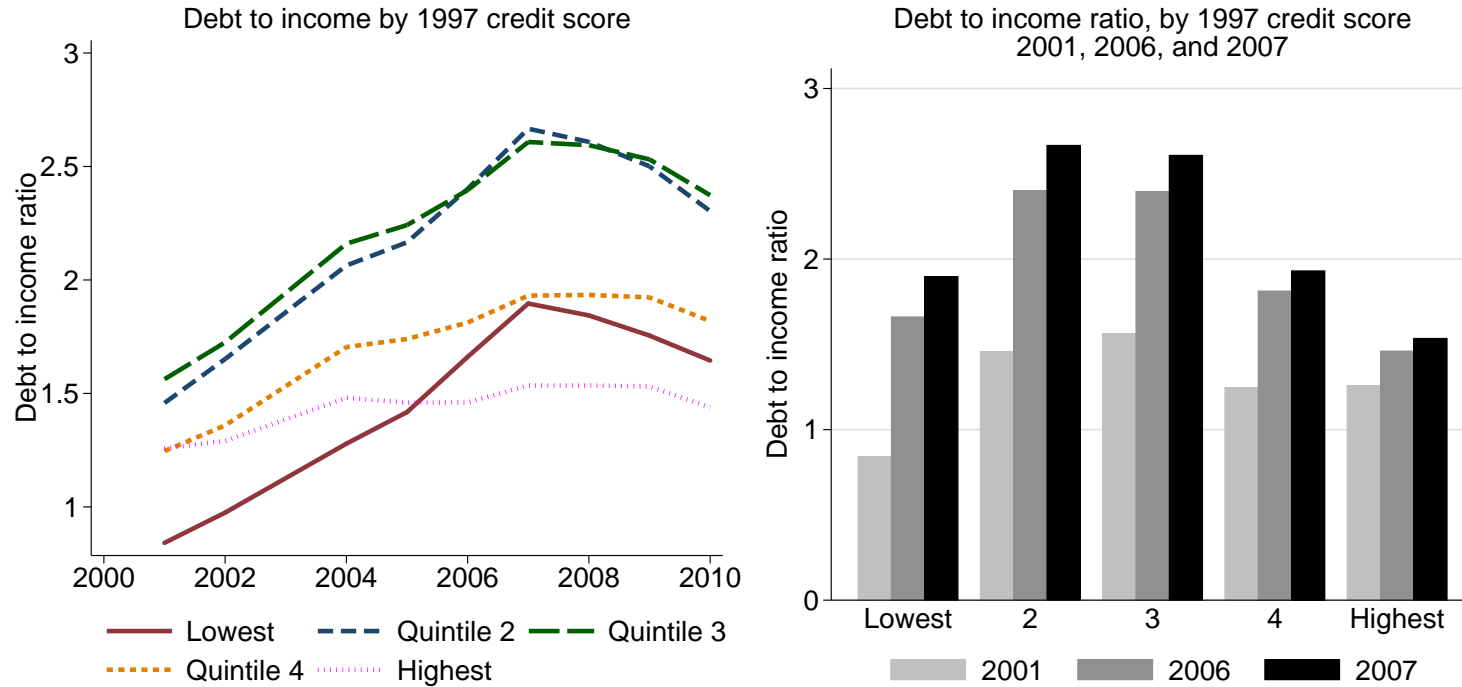 Debt to income by 1997 credit score
Debt to income ratio
3
2.5
2
1.5
1
2000 2002 2004 2006 2008 2010
Lowest Quintile 2 Quintile 3
Quintile 4 Highest
Debt to income ratio, by 1997 credit score
2001, 2006, and 2007
Debt to income ratio
3
2
1
0
Lowest 2 3 4 Highest
2001 2006 2007